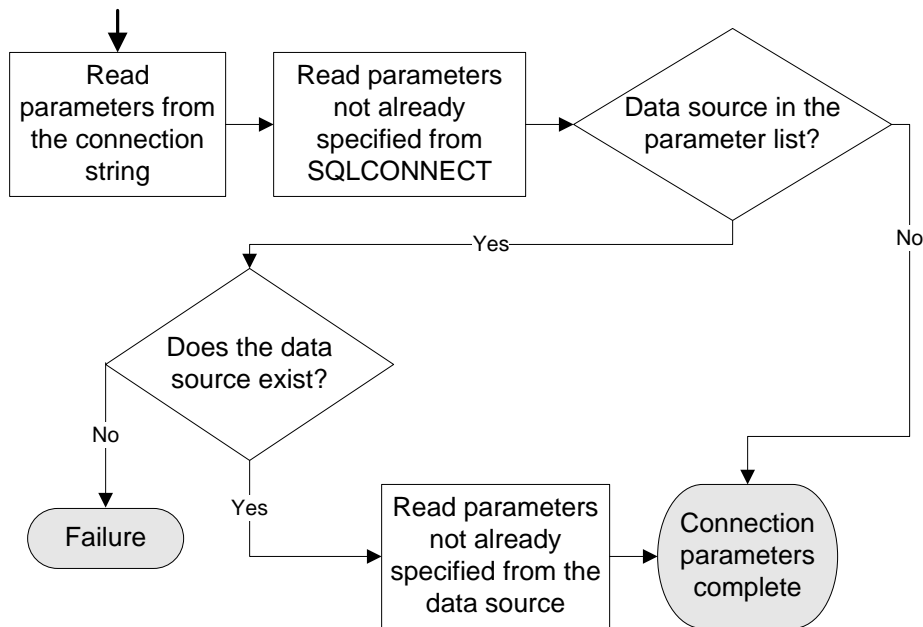 Read
parameters from
the connection
string
Read parameters
not already
specified from
SQLCONNECT
Data source in the
parameter list?
Yes
No
Does the data
source exist?
No
Yes
Failure
Read parameters
not already
specified from the
data source
Connection
parameters
complete